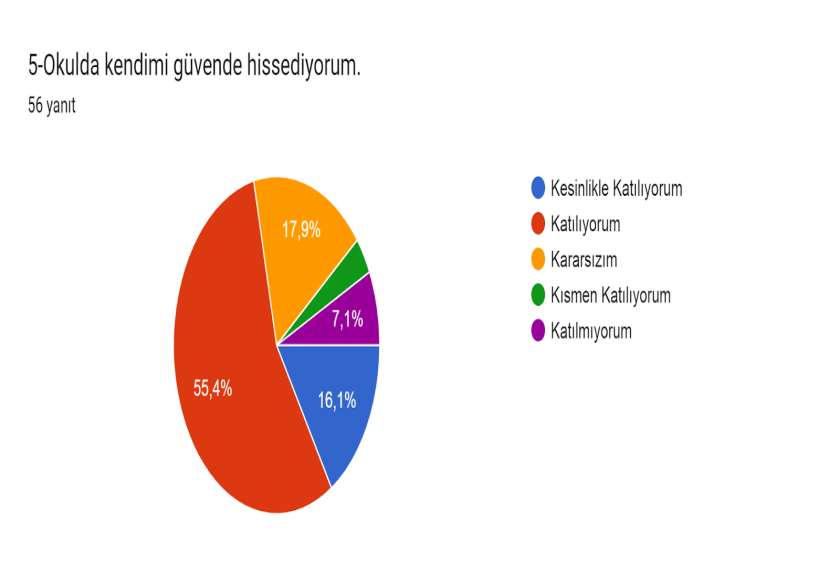 5-Okulda kendimi güvende hissediyorum.
56 yanıt
Kesinlikle Katılıyorum
Katılıyorum
Kararsızım
Kısmen Katılıyorum
Katılmıyorum
17,9%
7,1%
55,4%
16,1%